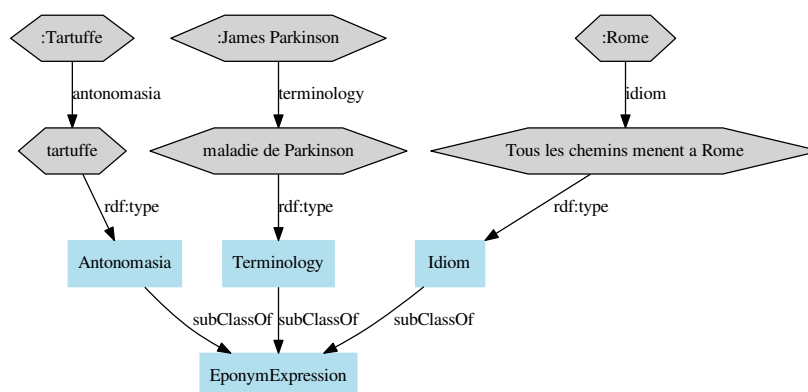 :Tartuffe
:James Parkinson
:Rome
antonomasia
terminology
idiom
tartuffe
maladie de Parkinson
Tous les chemins menent a Rome
rdf:type
rdf:type
rdf:type
Antonomasia
Terminology
Idiom
subClassOf
subClassOf
subClassOf
EponymExpression